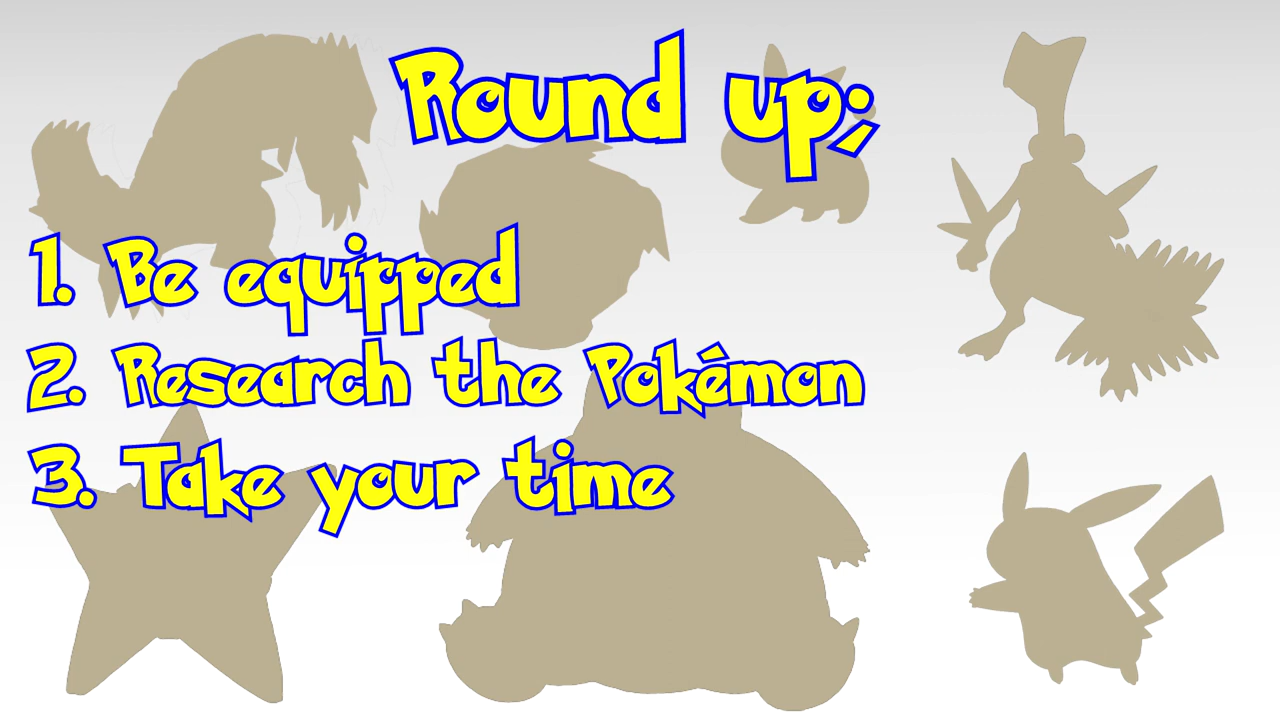 Round up;
1. Be equipped
2. Research the Pokémon
3. Take your time